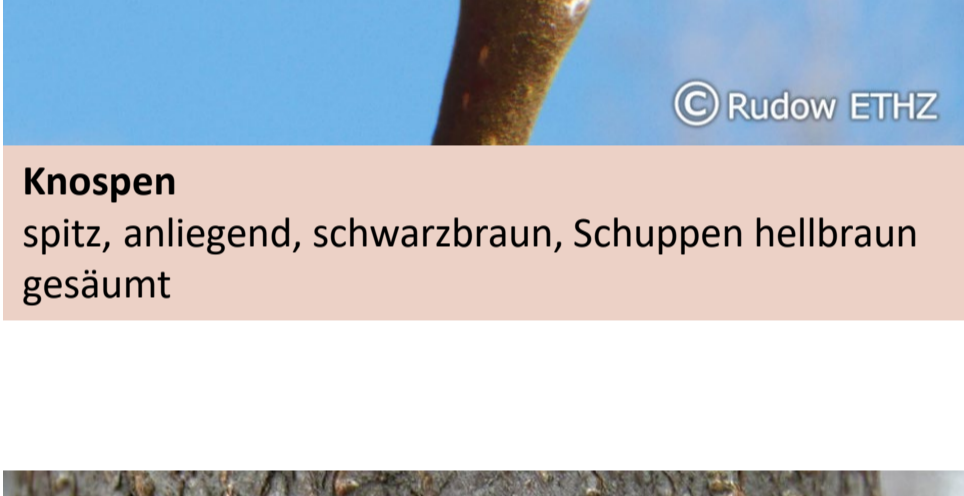 © Rudow ETHZ
Knospen
spitz, anliegend, schwarzbraun, Schuppen hellbraun
gesäumt